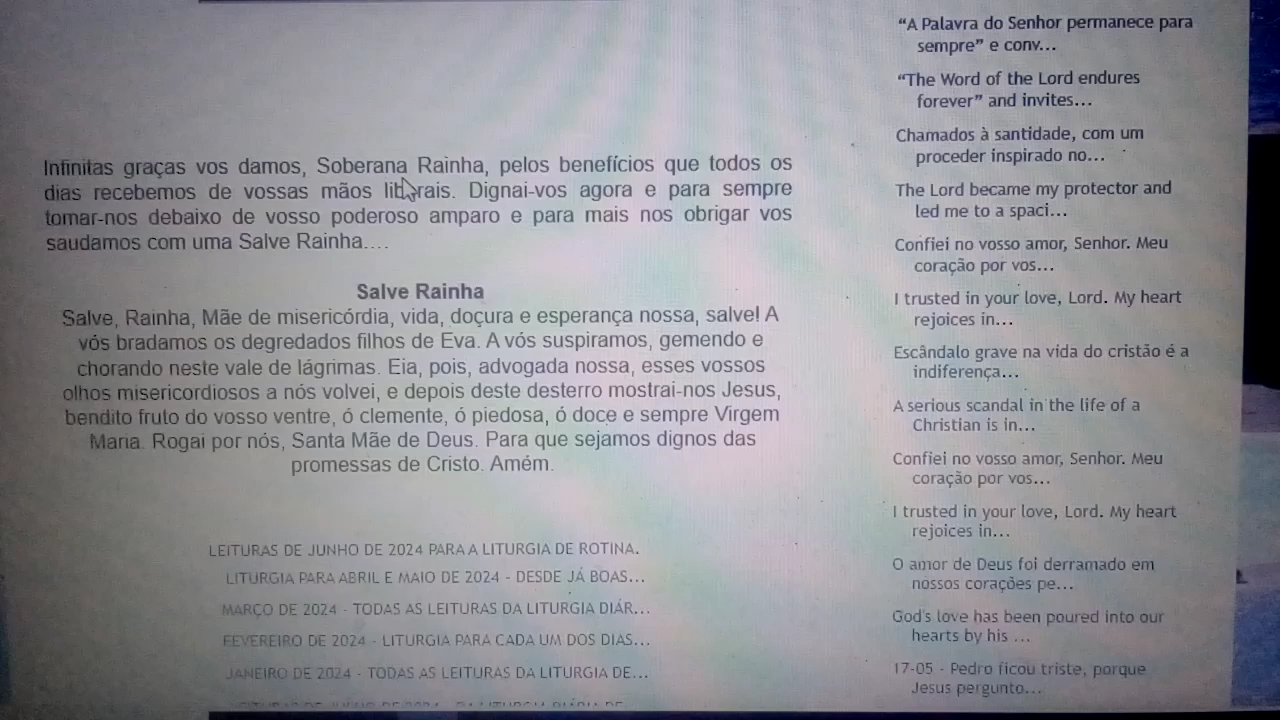 Infinitas graças vos damos, Soberana Rainha, pelos benefícios que todos os
dias recebemos de vossas mãos liberais. Dignai-vos agora e para sempre
tomar-nos debaixo de vosso poderoso amparo e para mais nos obrigar vos
saudamos com uma Salve Rainha....
Salve Rainha
Salve, Rainha, Mãe de misericórdia, vida, doçura e esperança nossa, salve! A
vós bradamos os degredados filhos de Eva. A vós suspiramos, gemendo e
chorando neste vale de lágrimas. Eia, pois, advogada nossa, esses vossos
olhos misericordiosos a nós volvei, e depois deste desterro mostrai-nos Jesus,
bendito fruto do vosso ventre, ó clemente, ó piedosa, ó doce e sempre Virgem
Maria. Rogai por nós, Santa Mãe de Deus. Para que sejamos dignos das
promessas de Cristo. Amém.
LEITURAS DE JUNHO DE 2024 PARA A LITURGIA DE ROTINA.
LITURGIA PARA ABRIL E MAIO DE 2024 - DESDE JÁ BOAS...
MARÇO DE 2024 - TODAS AS LEITURAS DA LITURGIA DIÁR...
FEVEREIRO DE 2024 - LITURGIA PARA CADA UM DOS DIAS...
JANEIRO DE 2024 - TODAS AS LEITURAS DA LITURGIA DE...
“A Palavra do Senhor permanece para
sempre” e conv...
“The Word of the Lord endures
forever” and invites...
Chamados à santidade, com um
proceder inspirado no...
The Lord became my protector and
led me to a spaci...
Confiei no vosso amor, Senhor. Meu
coração por vos...
I trusted in your love, Lord. My heart
rejoices in...
Escândalo grave na vida do cristão é a
indiferença...
A serious scandal in the life of a
Christian is in...
Confiei no vosso amor, Senhor. Meu
coração por vos...
I trusted in your love, Lord. My heart
rejoices in...
O amor de Deus foi derramado em
nossos corações pe...
God's love has been poured into our
hearts by his ...
17-05 - Pedro ficou triste, porque
Jesus pergunto...